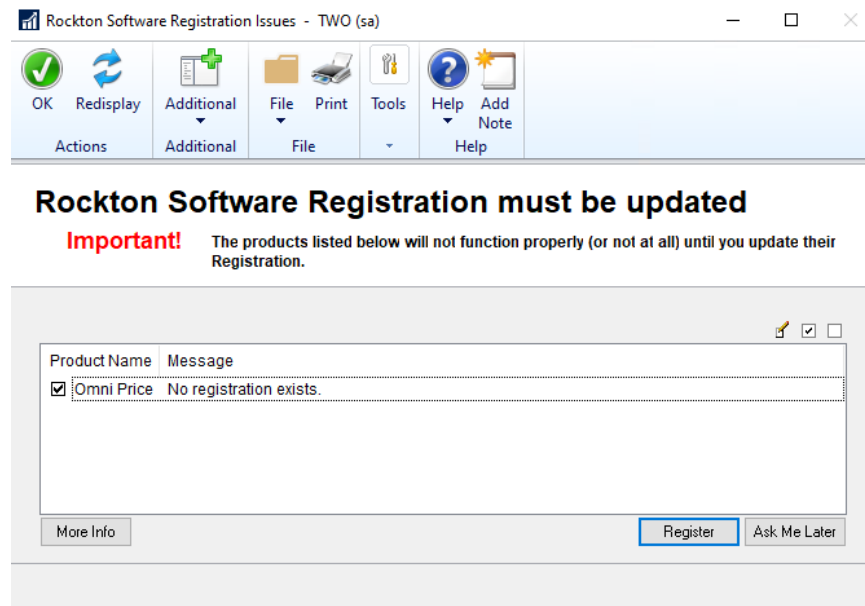 Rockton Software Registration Issues - TWO (sa)
OK Redisplay Additional File Print Tools Help Add Note
Actions Additional File Help
Rockton Software Registration must be updated
Important! The products listed below will not function properly (or not at all) until you update their
Registration.
Product Name Message
Omni Price No registration exists.
More Info Register Ask Me Later